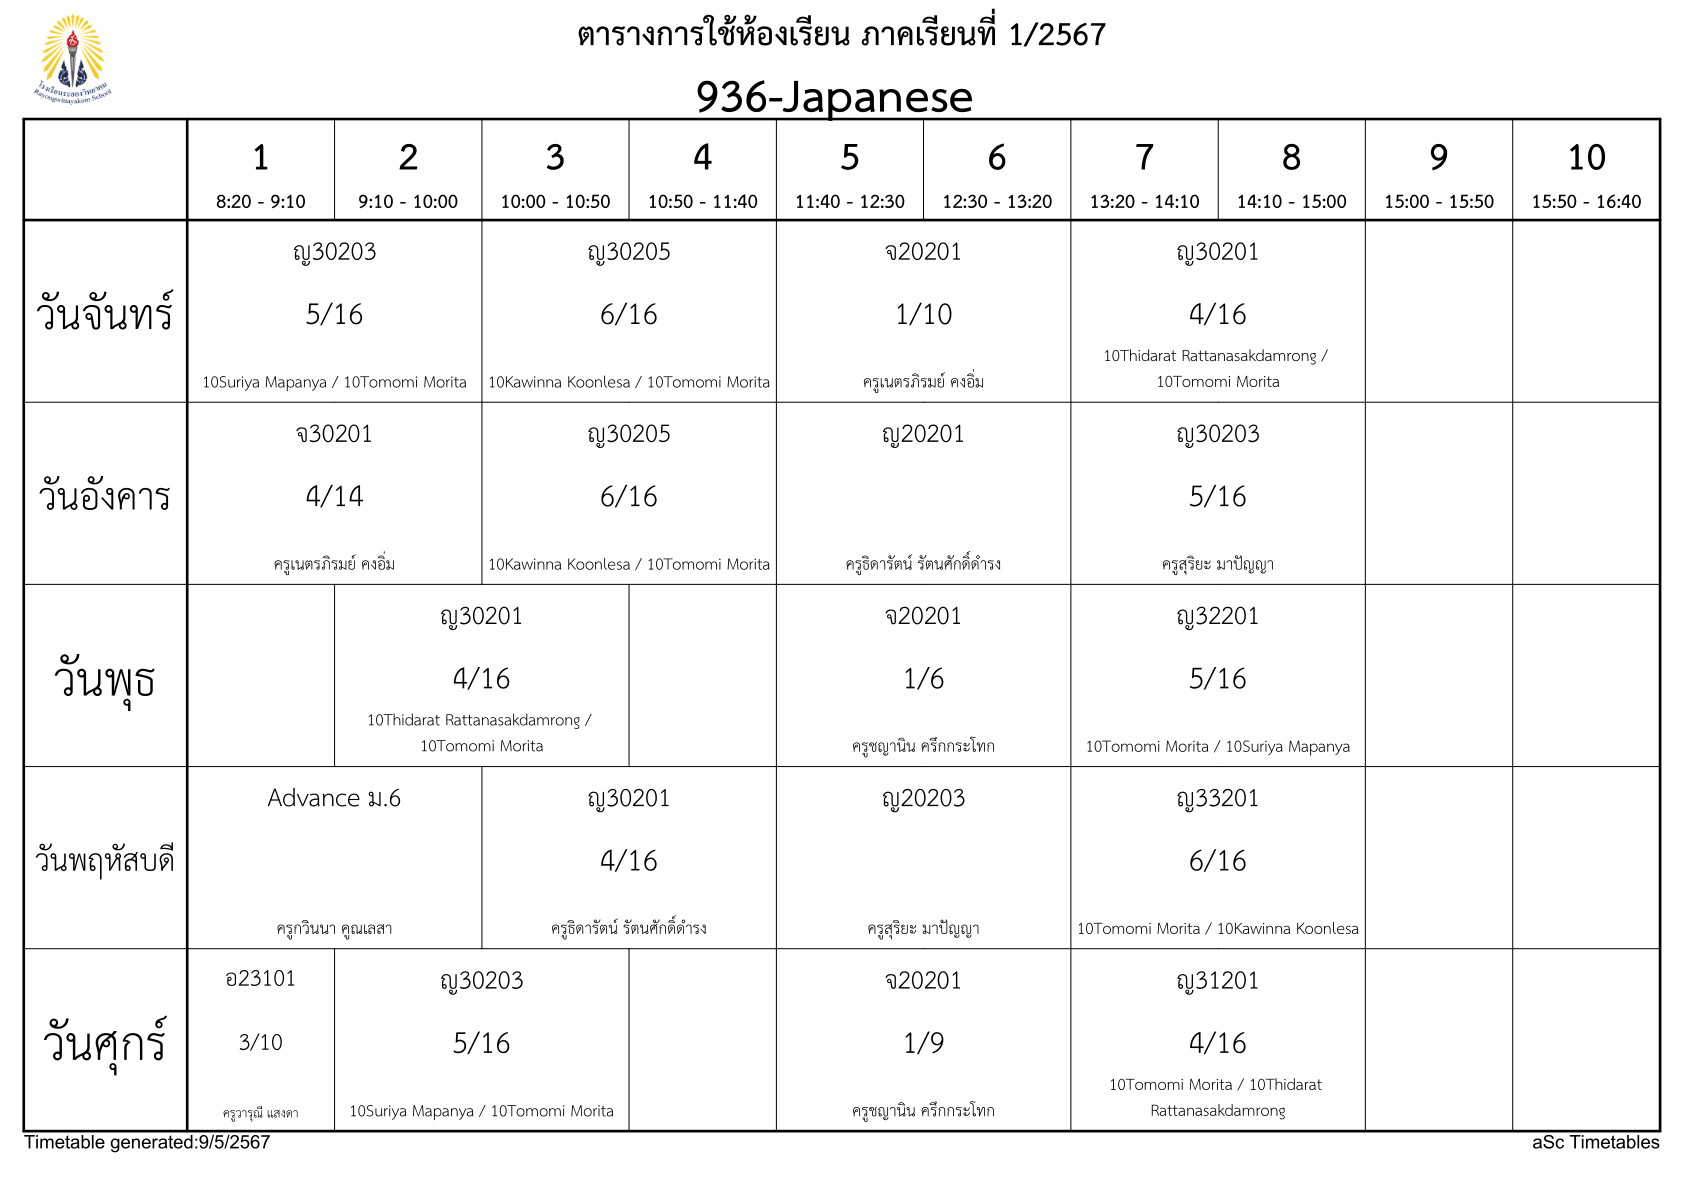 ตารางการใช้ห้องเรียน ภาคเรียนที่ 1/2567
936-Japanese
โรงเรียนระยองวิทยาคม
Rayongwittayakom School
1 2 3 4 5 6 7 8 9 10
8:20 - 9:10 9:10 - 10:00 10:00 - 10:50 10:50 - 11:40 11:40 - 12:30 12:30 - 13:20 13:20 - 14:10 14:10 - 15:00 15:00 - 15:50 15:50 - 16:40
วันจันทร์
ญ30203
5/16
10Suriya Mapanya / 10Tomomi Morita
ญ30205
6/16
10Kawinna Koonlesa / 10Tomomi Morita
จ20201
1/10
ครูเนตรภิรมย์ คงอิ่ม
ญ30201
4/16
10Thidarat Rattanasakdamrong /
10Tomomi Morita
วันอังคาร
จ30201
4/14
ครูเนตรภิรมย์ คงอิ่ม
ญ30205
6/16
10Kawinna Koonlesa / 10Tomomi Morita
ญ20201
ครูธิดารัตน์ รัตนศักดิ์ดำรง
ญ30203
5/16
ครูสุริยะ มาปัญญา
วันพุธ
ญ30201
4/16
10Thidarat Rattanasakdamrong /
10Tomomi Morita
จ20201
1/6
ครูชญานิน ครึกกระโทก
ญ32201
5/16
10Tomomi Morita / 10Suriya Mapanya
วันพฤหัสบดี
Advance ม.6
ครูกวินนา คูณเลสา
ญ30201
4/16
ครูธิดารัตน์ รัตนศักดิ์ดำรง
ญ20203
ครูสุริยะ มาปัญญา
ญ33201
6/16
10Tomomi Morita / 10Kawinna Koonlesa
วันศุกร์
อ23101
3/10
ครูวารุณี แสงดา
ญ30203
5/16
10Suriya Mapanya / 10Tomomi Morita
จ20201
1/9
ครูชญานิน ครึกกระโทก
ญ31201
4/16
10Tomomi Morita / 10Thidarat
Rattanasakdamrong
Timetable generated:9/5/2567
aSc Timetables